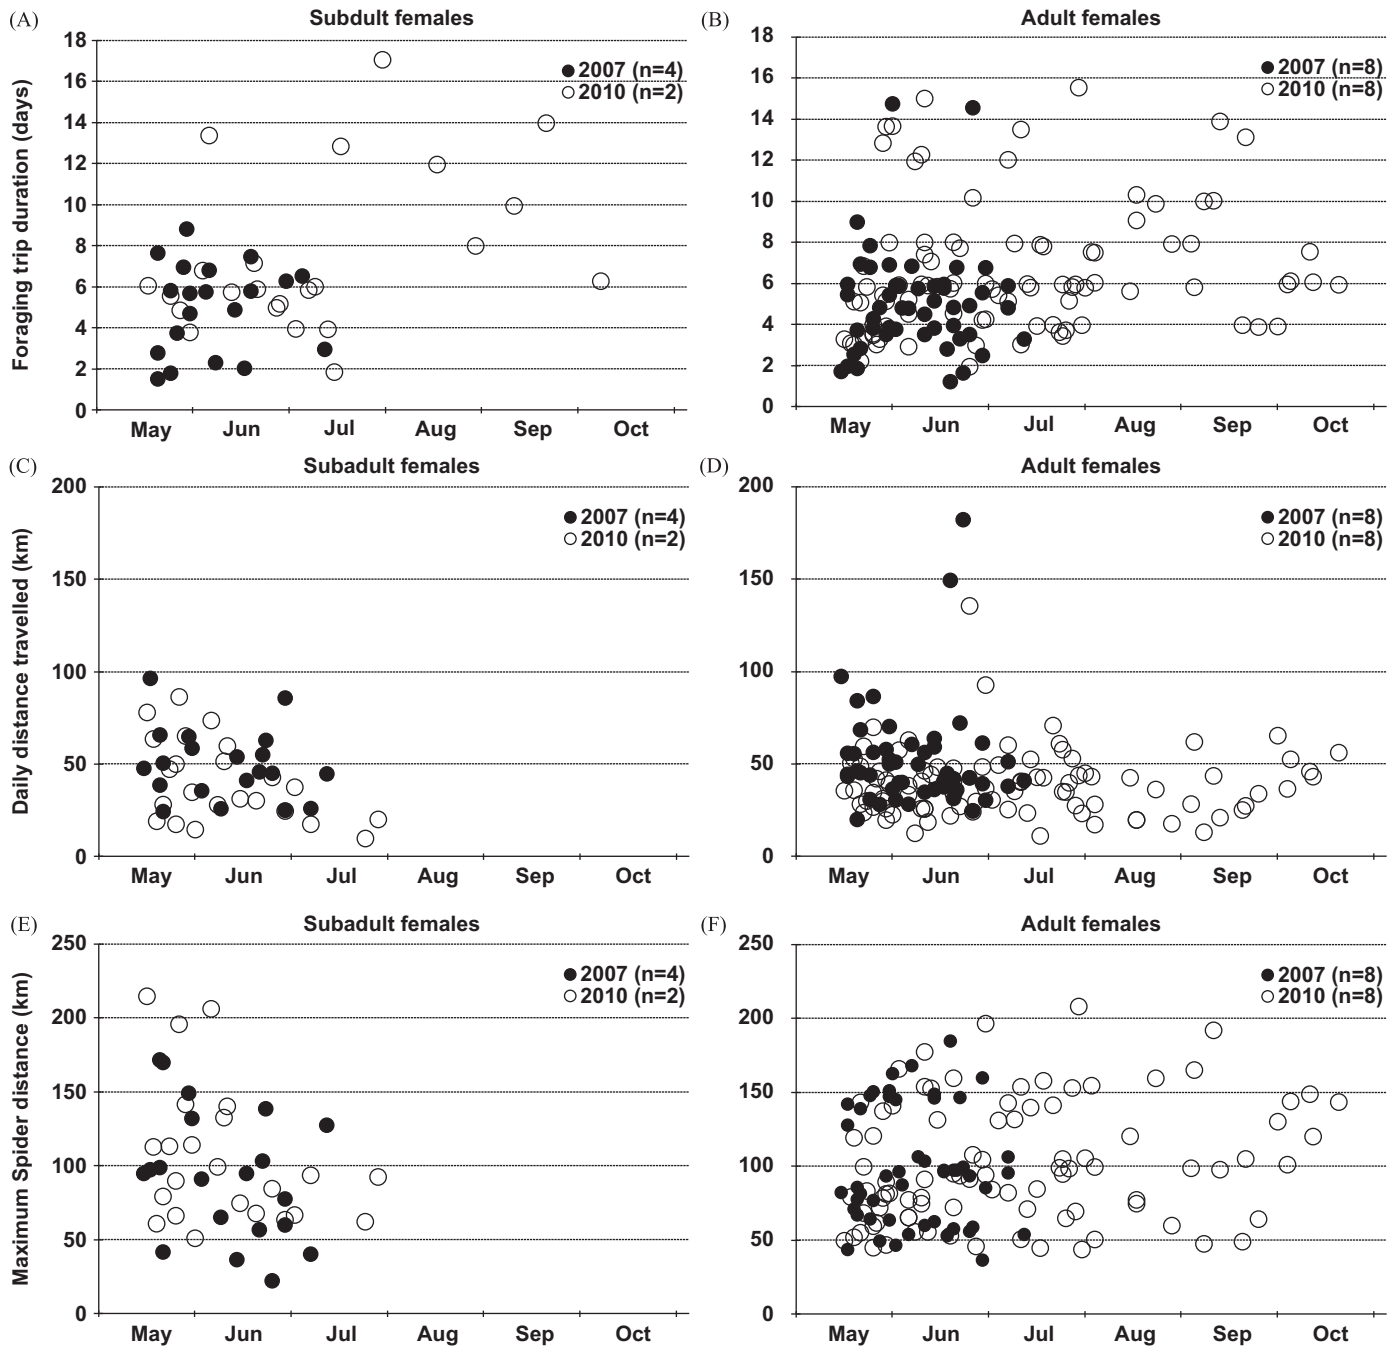 (A)
Subdult females
Foraging trip duration (days)
18
16
14
12
10
8
6
4
2
0
2007 (n=4)
2010 (n=2)
May Jun Jul Aug Sep Oct
(B)
Adult females
18
16
14
12
10
8
6
4
2
0
2007 (n=8)
2010 (n=8)
May Jun Jul Aug Sep Oct
(C)
Subadult females
Daily distance travelled (km)
200
150
100
50
0
2007 (n=4)
2010 (n=2)
May Jun Jul Aug Sep Oct
(D)
Adult females
200
150
100
50
0
2007 (n=8)
2010 (n=8)
May Jun Jul Aug Sep Oct
(E)
Subadult females
Maximum Spider distance (km)
250
200
150
100
50
0
2007 (n=4)
2010 (n=2)
May Jun Jul Aug Sep Oct
(F)
Adult females
250
200
150
100
50
0
2007 (n=8)
2010 (n=8)
May Jun Jul Aug Sep Oct